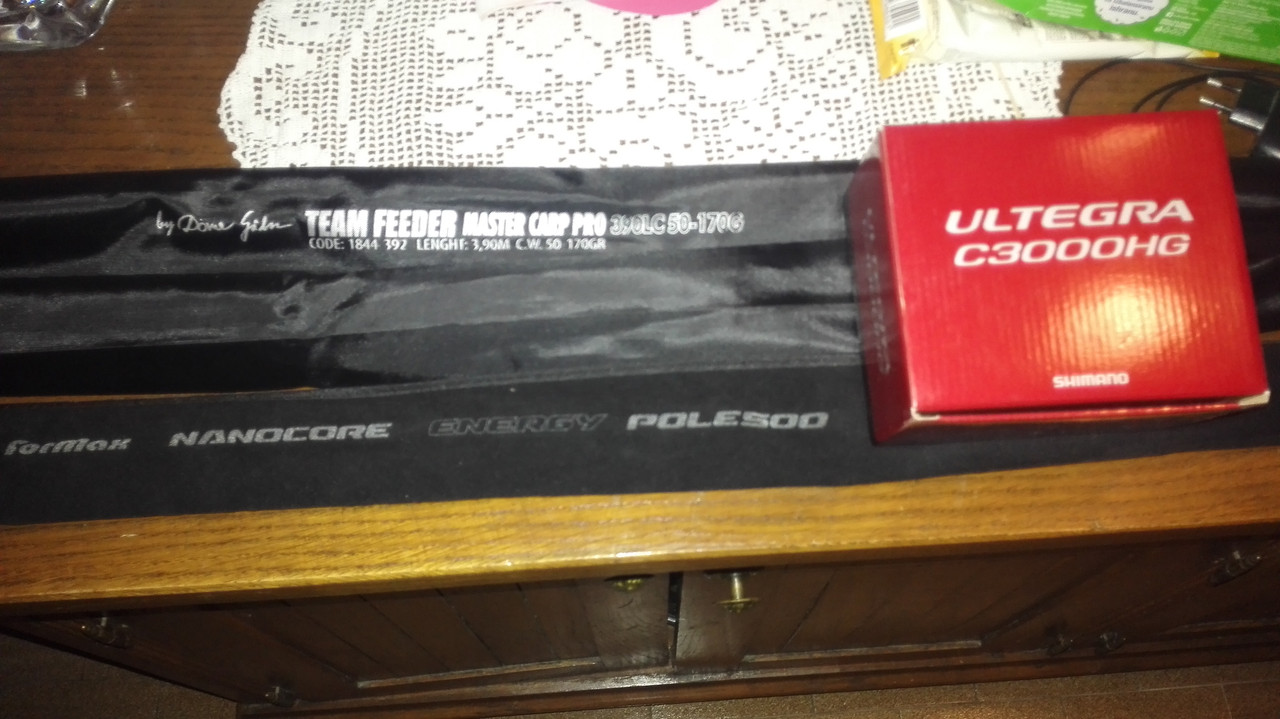 by Döme Gábor TEAM FEEDER MASTER CARP PRO 390LC 50-170G
CODE: 1844 392 LENGHT: 3,90M C.W. 50 170GR
ULTEGRA
C3000HG
SHIMANO
forMax NANOCORE ENERGY POLE500